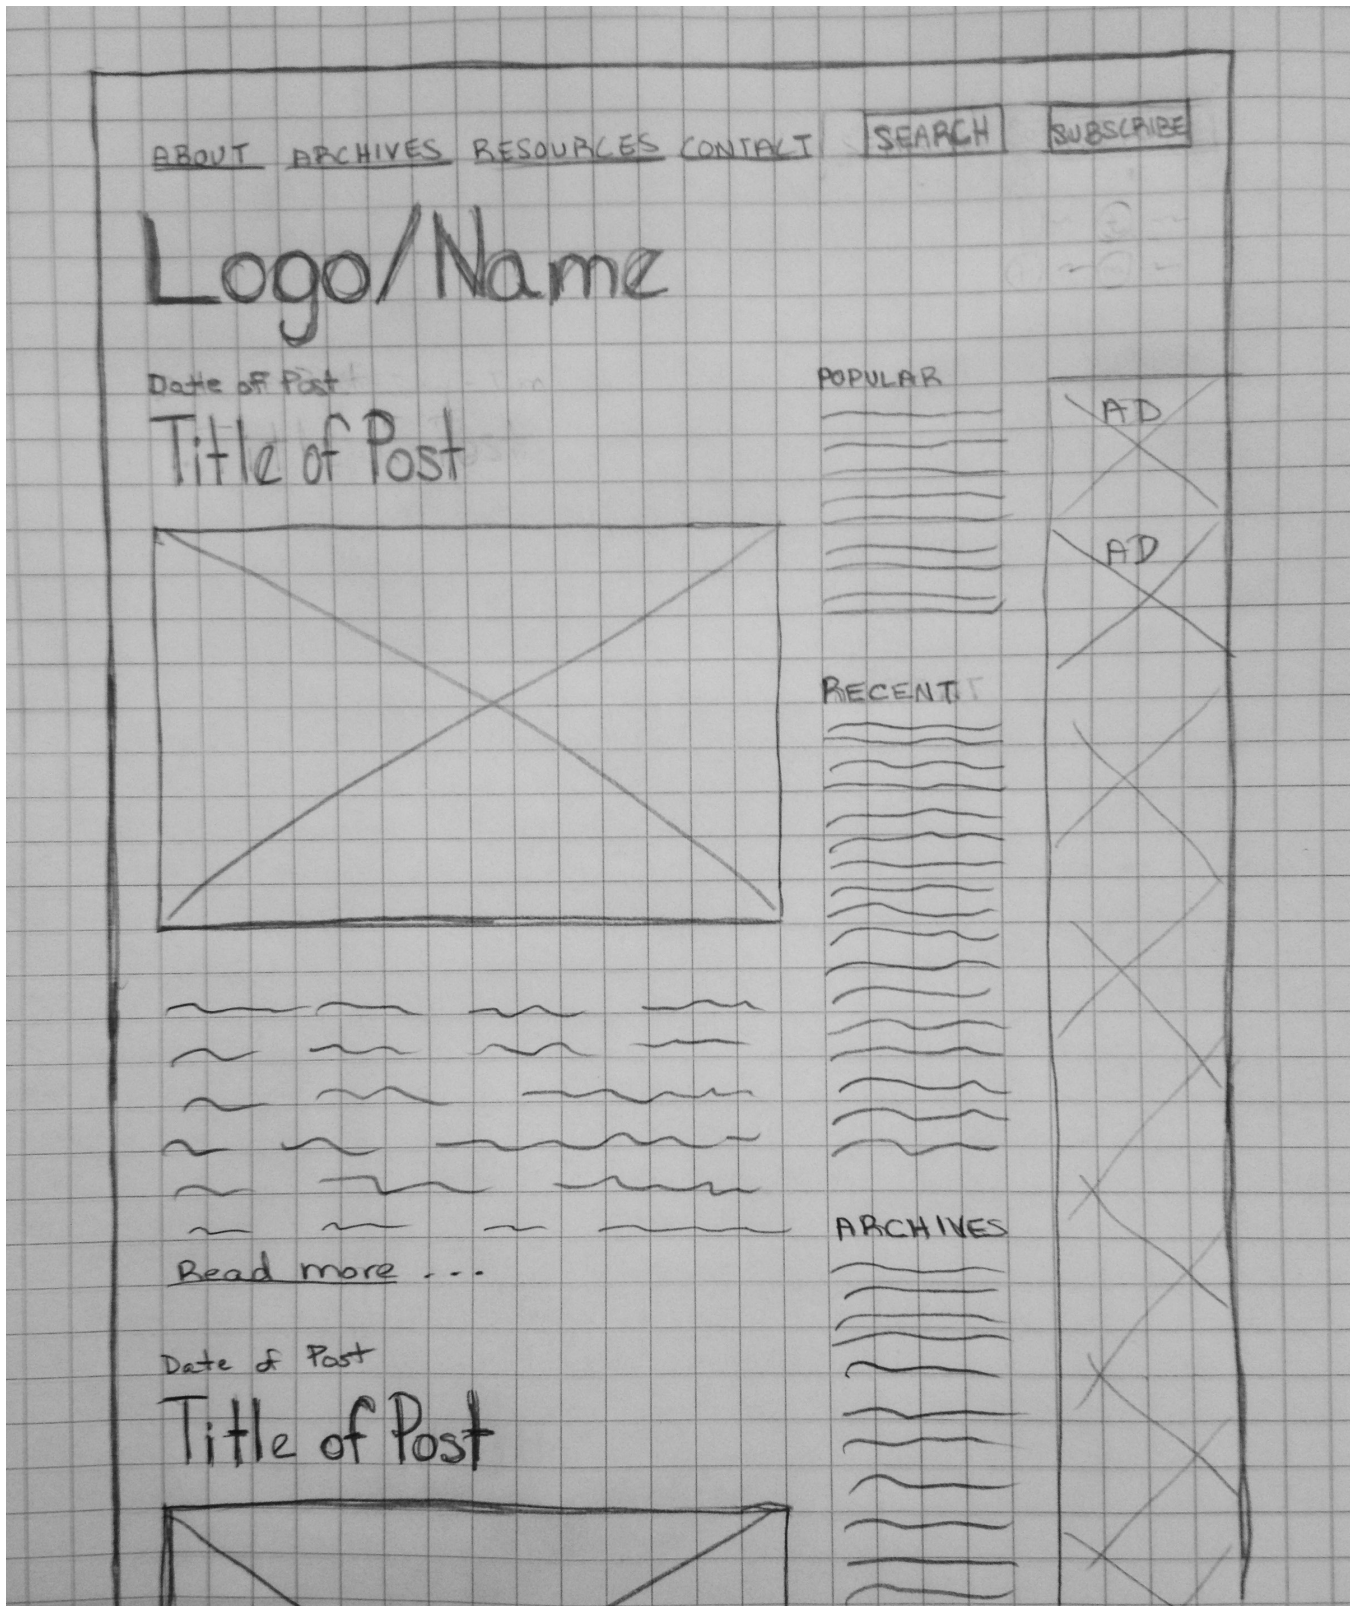 ABOUT ARCHIVES RESOURCES CONTACT SEARCH SUBSCRIBE
Logo/Name
Date of Post
Title of Post
Read more ...
Date of Post
Title of Post
POPULAR
RECENT
ARCHIVES
AD
AD